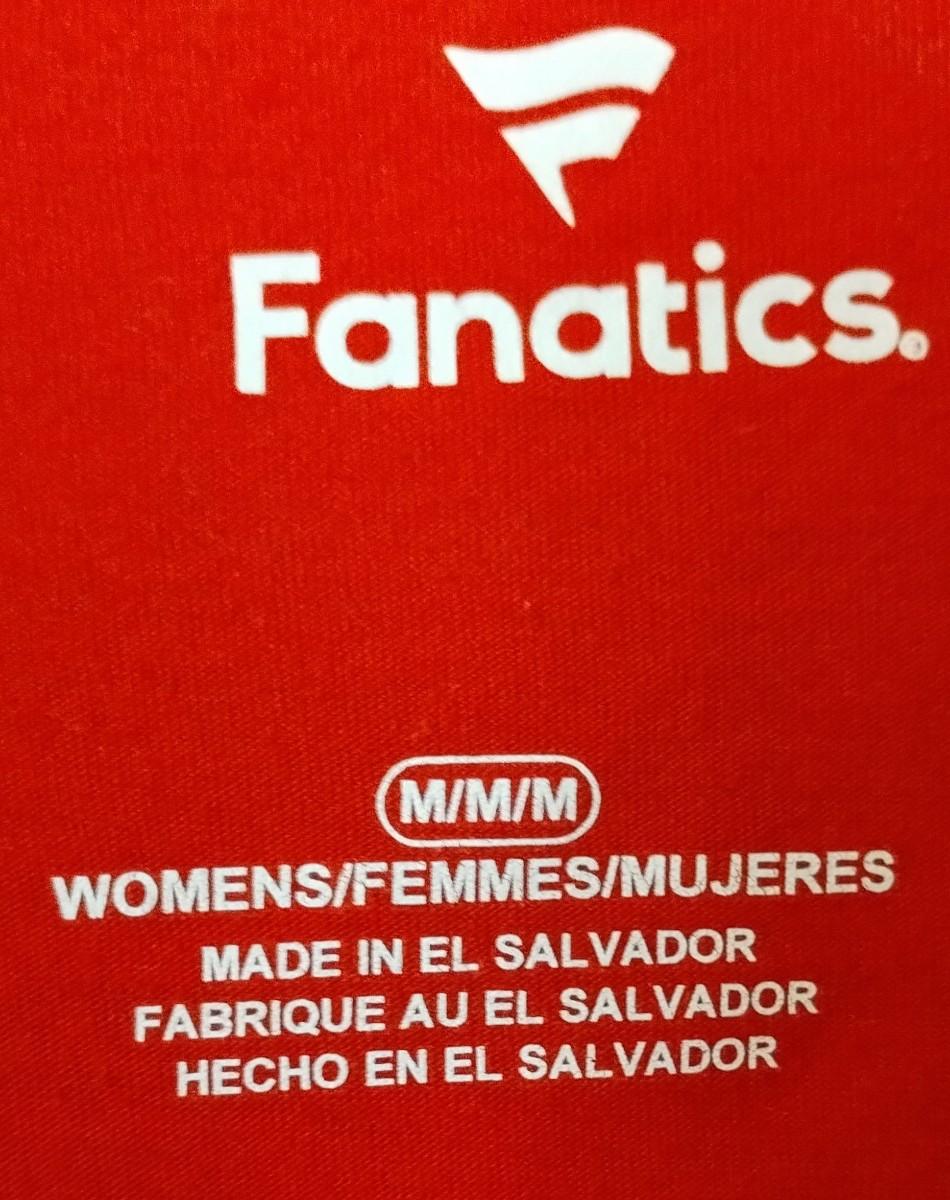 Fanatics.
M/M/M
WOMENS/FEMMES/MUJERES
MADE IN EL SALVADOR
FABRIQUE AU EL SALVADOR
HECHO EN EL SALVADOR